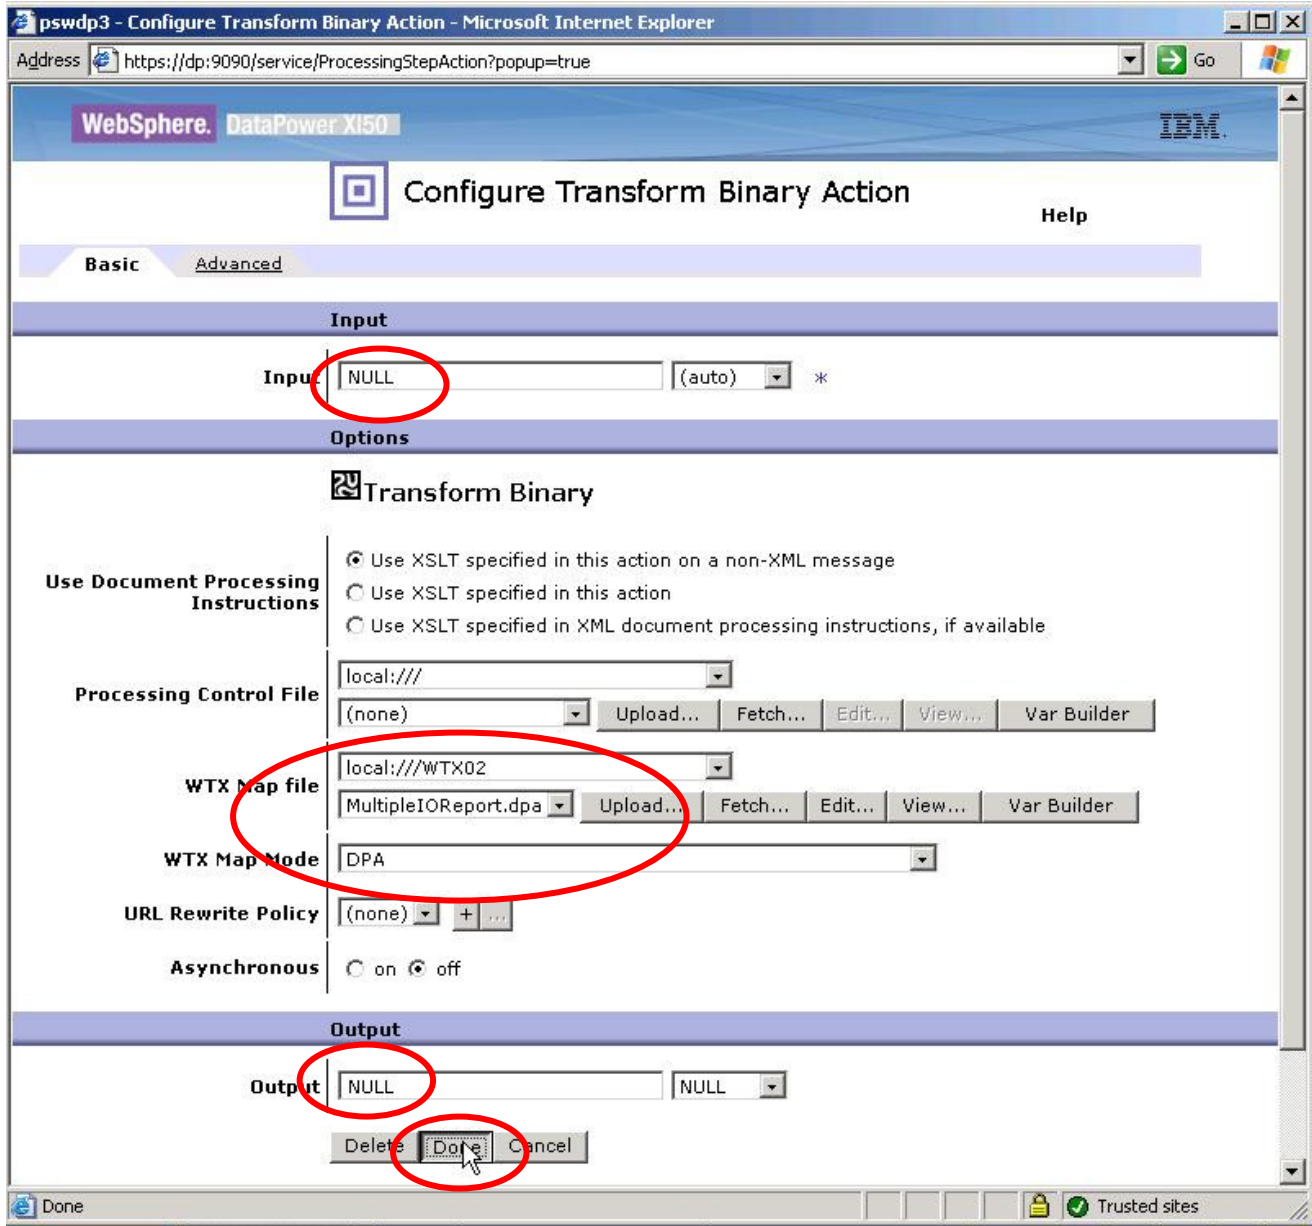 pswdp3 - Configure Transform Binary Action - Microsoft Internet Explorer
Address https://dp:9090/service/ProcessingStepAction?popup=true Go
WebSphere. DataPower XI50 IBM.
Configure Transform Binary Action
Help
Basic Advanced
Input
Input NULL (auto) *
Options
Transform Binary
Use Document Processing Instructions
Use XSLT specified in this action on a non-XML message
Use XSLT specified in this action
Use XSLT specified in XML document processing instructions, if available
Processing Control File
local:///
(none) Upload... Fetch... Edit... View... Var Builder
WTX Map file
local:///WTX02
MultipleIOReport.dpa Upload... Fetch... Edit... View... Var Builder
WTX Map Mode DPA
URL Rewrite Policy (none) + ...
Asynchronous on off
Output
Output NULL NULL
Delete Done Cancel
Done Trusted sites